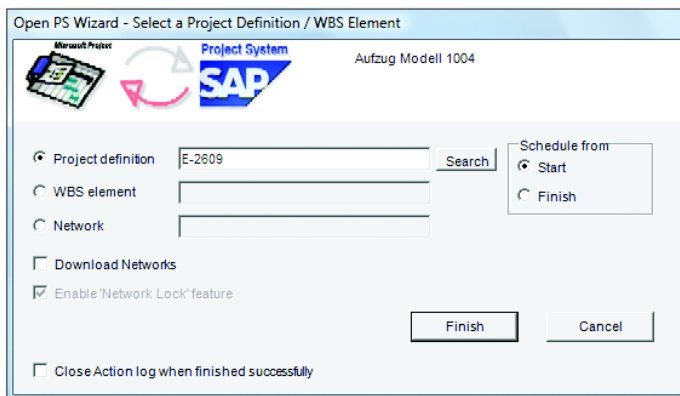 Open PS Wizard - Select a Project Definition / WBS Element
Microsoft Project
Project System
SAP
Aufzug Modell 1004
Project definition E-2609 Search
Schedule from
Start
WBS element
Finish
Network
Download Networks
Enable 'Network Lock' feature
Finish Cancel
Close Action log when finished successfully